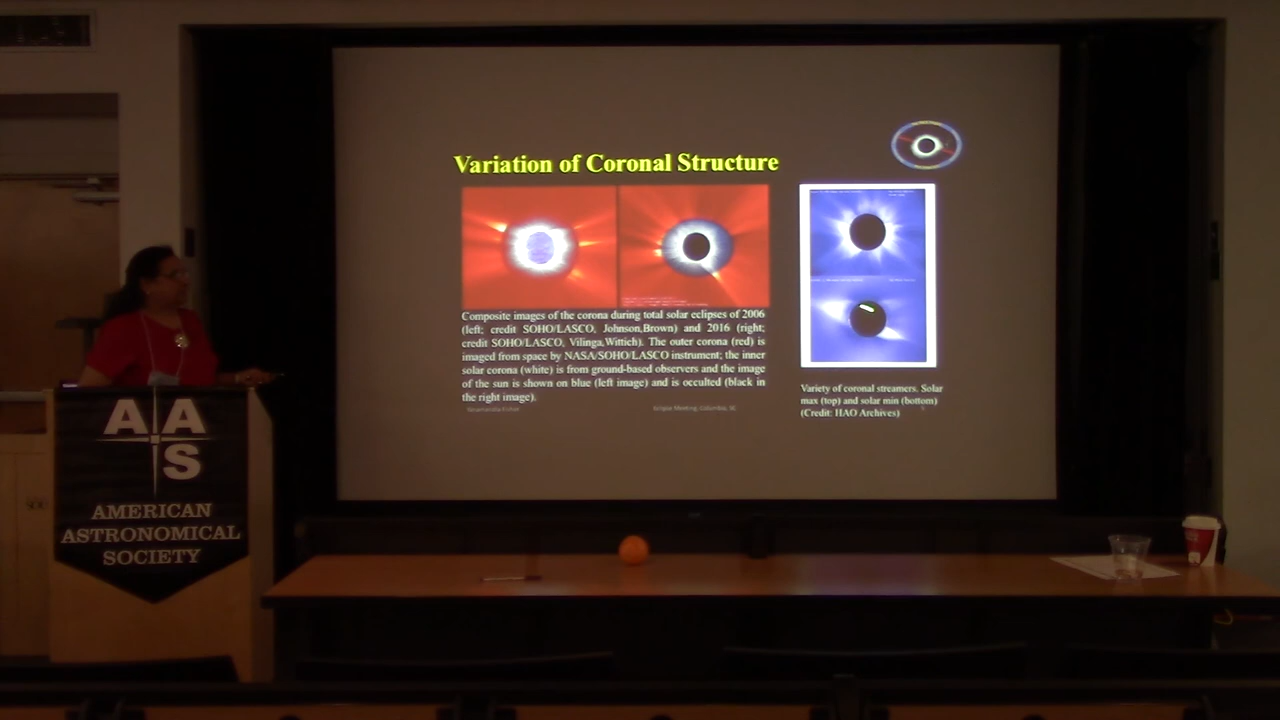 Variation of Coronal Structure
Composite images of the corona during total solar eclipses of 2006
(left; credit SOHO/LASCO, Johnson,Brown) and 2016 (right;
credit SOHO/LASCO, Vilinga,Wittich). The outer corona (red) is
imaged from space by NASA/SOHO/LASCO instrument; the inner
solar corona (white) is from ground-based observers and the image
of the sun is shown on blue (left image) and is occulted (black in
the right image).
Variety of coronal streamers. Solar
max (top) and solar min (bottom)
(Credit: HAO Archives)
AA
S
AMERICAN
ASTRONOMICAL
SOCIETY